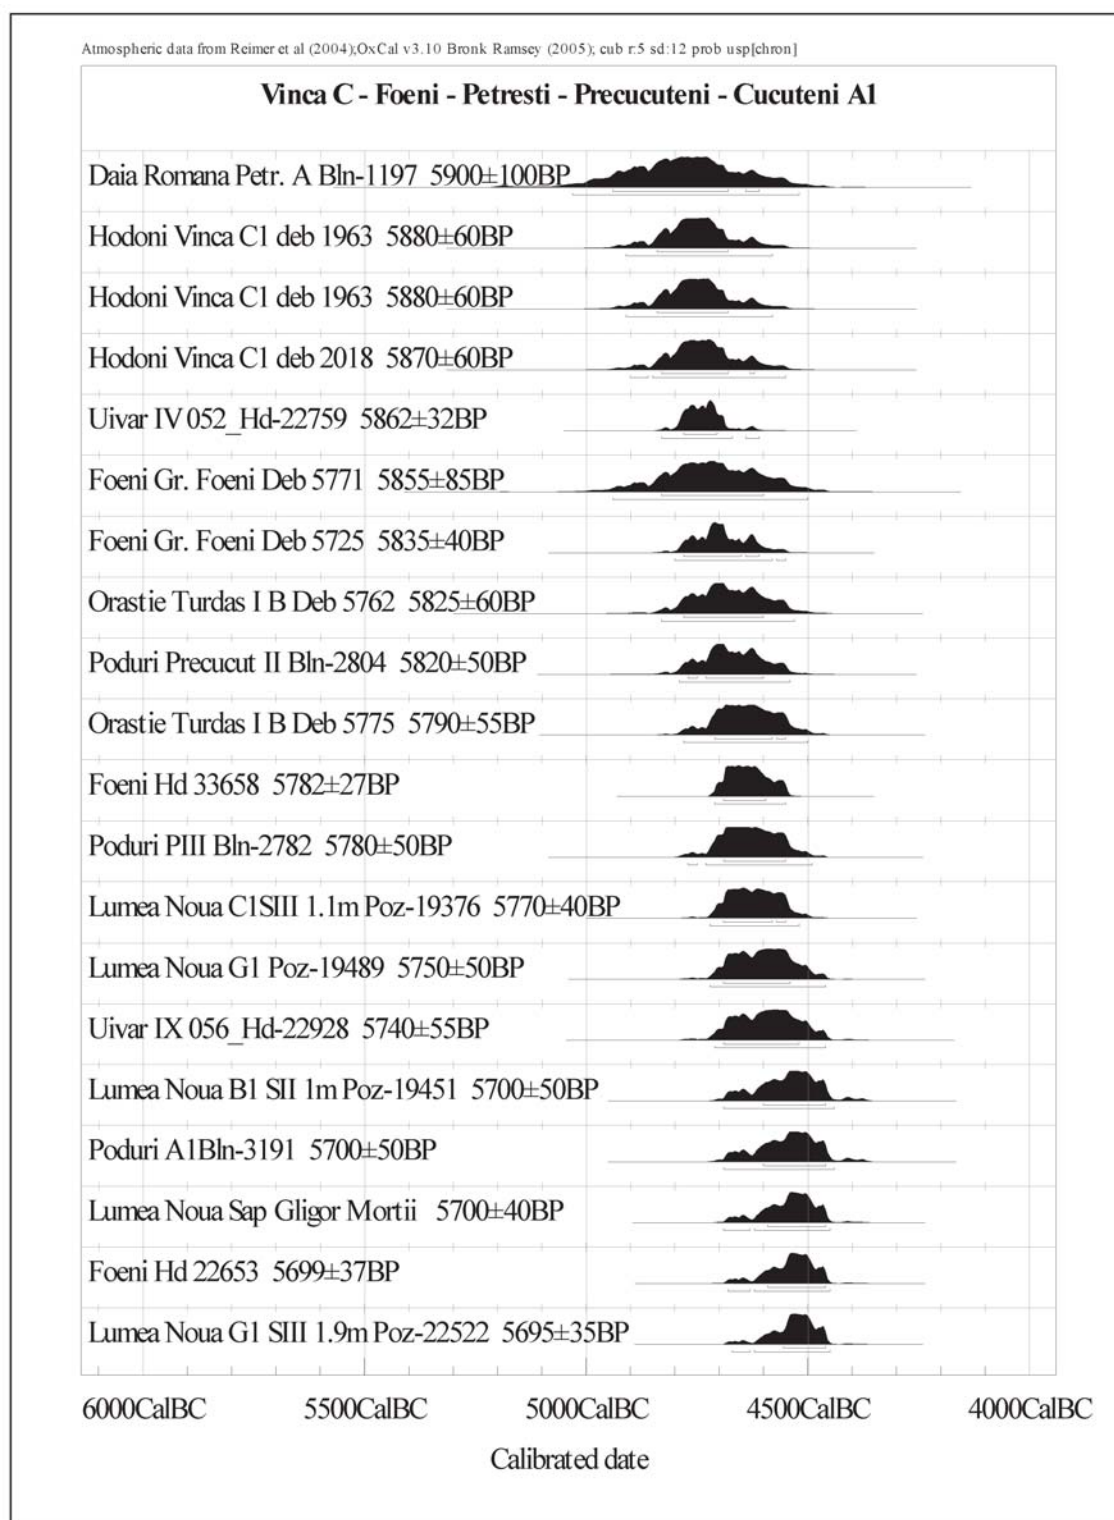 Atmospheric data from Reimer et al (2004);OxCal v3.10 Bronk Ramsey (2005); cub r:5 sd:12 prob usp[chron]
Vinca C - Foeni - Petresti - Precucuteni - Cucuteni A1
Daia Romana Petr. A Bln-1197 5900±100BP
Hodoni Vinca C1 deb 1963 5880±60BP
Hodoni Vinca C1 deb 1963 5880±60BP
Hodoni Vinca C1 deb 2018 5870±60BP
Uivar IV 052_Hd-22759 5862±32BP
Foeni Gr. Foeni Deb 5771 5855±85BP
Foeni Gr. Foeni Deb 5725 5835±40BP
Orastie Turdas I B Deb 5762 5825±60BP
Poduri Precucut II Bln-2804 5820±50BP
Orastie Turdas I B Deb 5775 5790±55BP
Foeni Hd 33658 5782±27BP
Poduri PIII Bln-2782 5780±50BP
Lumea Noua C1SIII 1.1m Poz-19376 5770±40BP
Lumea Noua G1 Poz-19489 5750±50BP
Uivar IX 056_Hd-22928 5740±55BP
Lumea Noua B1 SII 1m Poz-19451 5700±50BP
Poduri A1Bln-3191 5700±50BP
Lumea Noua Sap Gligor Mortii 5700±40BP
Foeni Hd 22653 5699±37BP
Lumea Noua G1 SIII 1.9m Poz-22522 5695±35BP
6000CalBC 5500CalBC 5000CalBC 4500CalBC 4000CalBC
Calibrated date